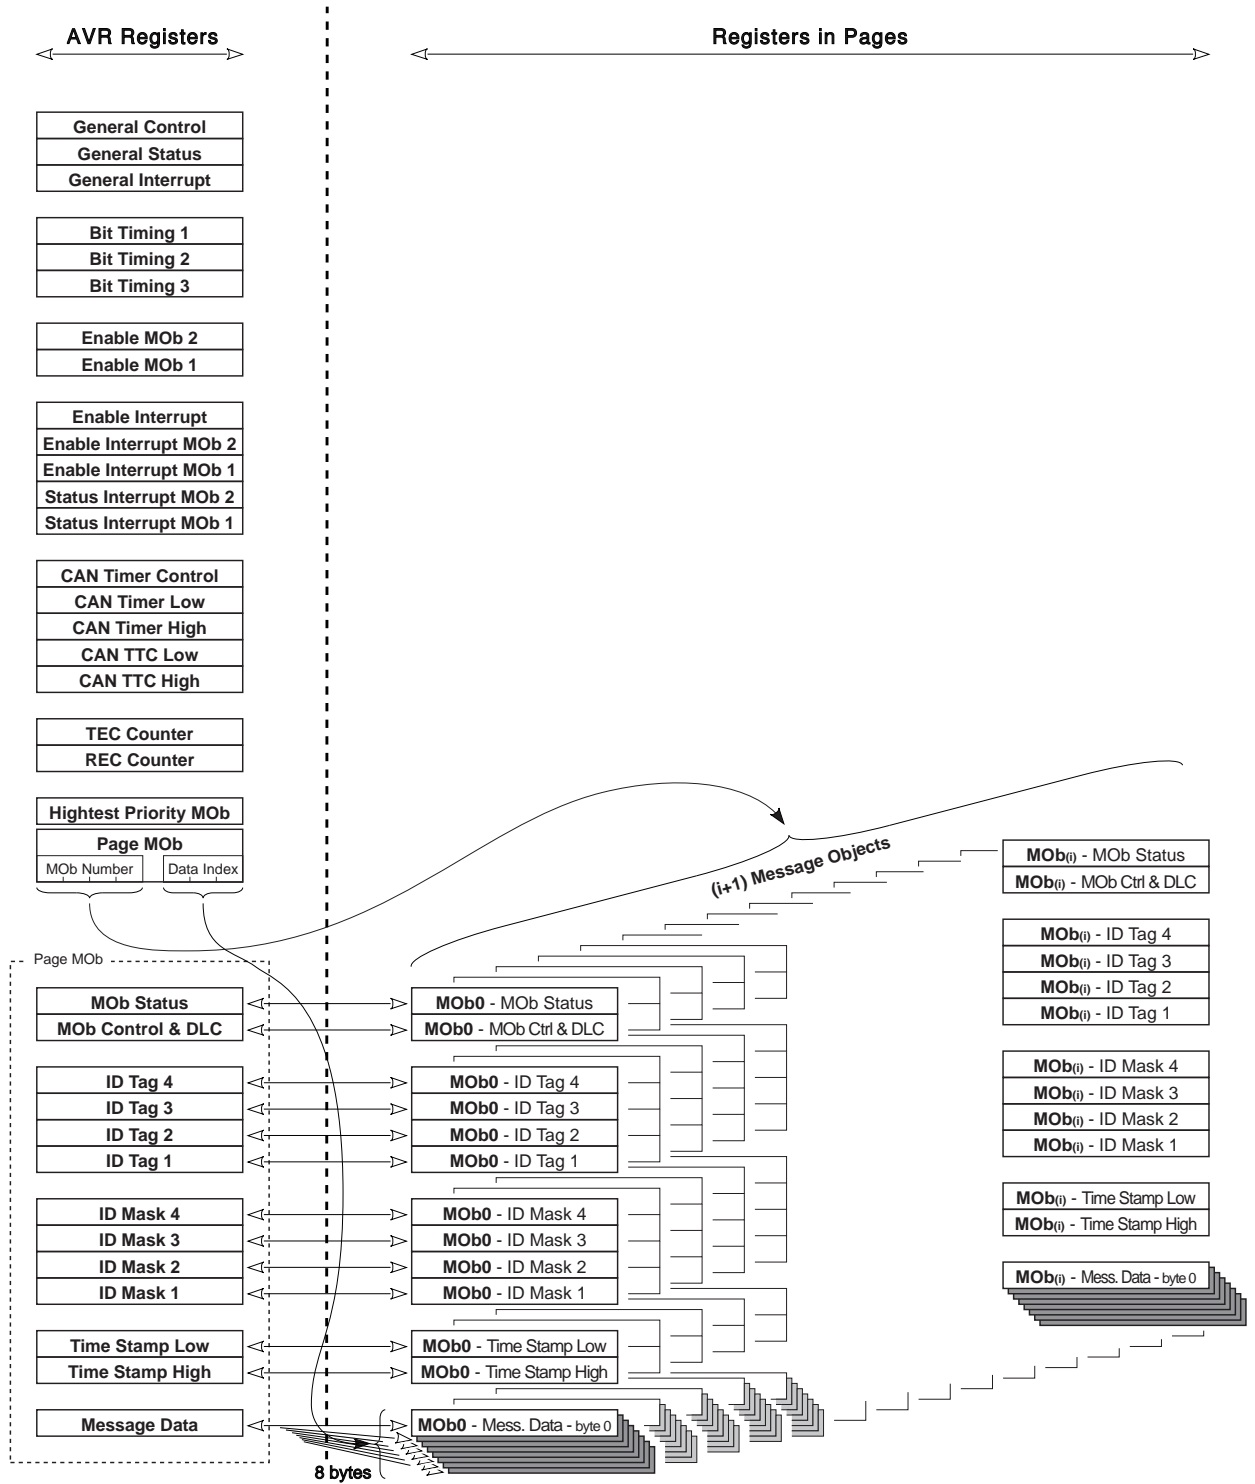 AVR Registers
Registers in Pages
General Control
General Status
General Interrupt
Bit Timing 1
Bit Timing 2
Bit Timing 3
Enable MOb 2
Enable MOb 1
Enable Interrupt
Enable Interrupt MOb 2
Enable Interrupt MOb 1
Status Interrupt MOb 2
Status Interrupt MOb 1
CAN Timer Control
CAN Timer Low
CAN Timer High
CAN TTC Low
CAN TTC High
TEC Counter
REC Counter
Hightest Priority MOb
Page MOb
MOb Number
Data Index
Page MOb
MOb Status
MOb Control & DLC
ID Tag 4
ID Tag 3
ID Tag 2
ID Tag 1
ID Mask 4
ID Mask 3
ID Mask 2
ID Mask 1
Time Stamp Low
Time Stamp High
Message Data
8 bytes
(i+1) Message Objects
MOb0 - MOb Status
MOb0 - MOb Ctrl & DLC
MOb0 - ID Tag 4
MOb0 - ID Tag 3
MOb0 - ID Tag 2
MOb0 - ID Tag 1
MOb0 - ID Mask 4
MOb0 - ID Mask 3
MOb0 - ID Mask 2
MOb0 - ID Mask 1
MOb0 - Time Stamp Low
MOb0 - Time Stamp High
MOb0 - Mess. Data - byte 0
MOb(i) - MOb Status
MOb(i) - MOb Ctrl & DLC
MOb(i) - ID Tag 4
MOb(i) - ID Tag 3
MOb(i) - ID Tag 2
MOb(i) - ID Tag 1
MOb(i) - ID Mask 4
MOb(i) - ID Mask 3
MOb(i) - ID Mask 2
MOb(i) - ID Mask 1
MOb(i) - Time Stamp Low
MOb(i) - Time Stamp High
MOb(i) - Mess. Data - byte 0